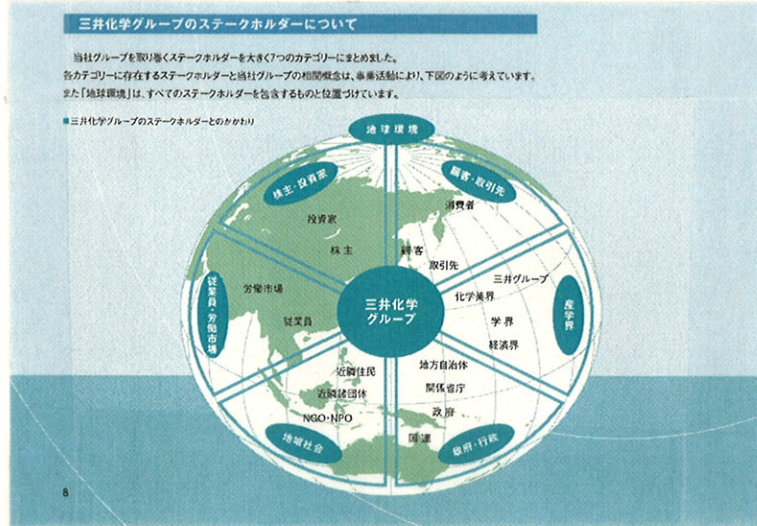 三井化学グループのステークホルダーについて
当社グループを取り巻くステークホルダーを大きく7つのカテゴリーにまとめました。
各カテゴリーに存在するステークホルダーと当社グループの相関概念は、事業活動により、下図のように考えています。
また「地球環境」は、すべてのステークホルダーを包含するものと位置づけています。
■三井化学グループのステークホルダーとのかかわり
地球環境
株主・投資家
顧客・取引先
消費者
投資家
株主
顧客
取引先
三井グループ
化学業界
学界
経済界
産学界
従業員・労働市場
労働市場
従業員
三井化学
グループ
近隣住民
近隣諸団体
NGO・NPO
地域社会
地方自治体
関係省庁
政府
国連
政府・行政
8